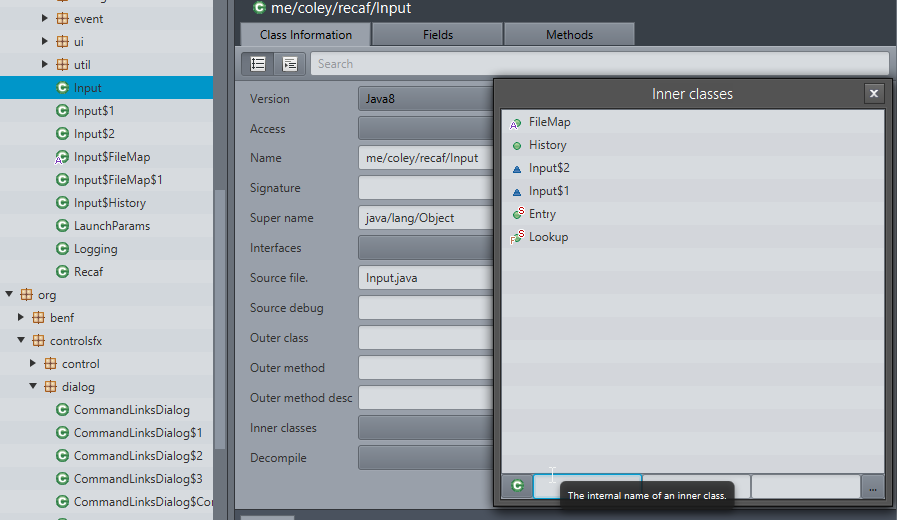 event
ui
util
Input
Input$1
Input$2
Input$FileMap
Input$FileMap$1
Input$History
LaunchParams
Logging
Recaf
org
benf
controlsfx
control
dialog
CommandLinksDialog
CommandLinksDialog$1
CommandLinksDialog$2
CommandLinksDialog$3
CommandLinksDialog$Co
me/coley/recaf/Input
Class Information
Fields
Methods
Search
Version
Java8
Access
Name
me/coley/recaf/Input
Signature
Super name
java/lang/Object
Interfaces
Source file.
Input.java
Source debug
Outer class
Outer method
Outer method desc
Inner classes
Decompile
Inner classes
x
FileMap
History
Input$2
Input$1
Entry
Lookup
...
The internal name of an inner class.